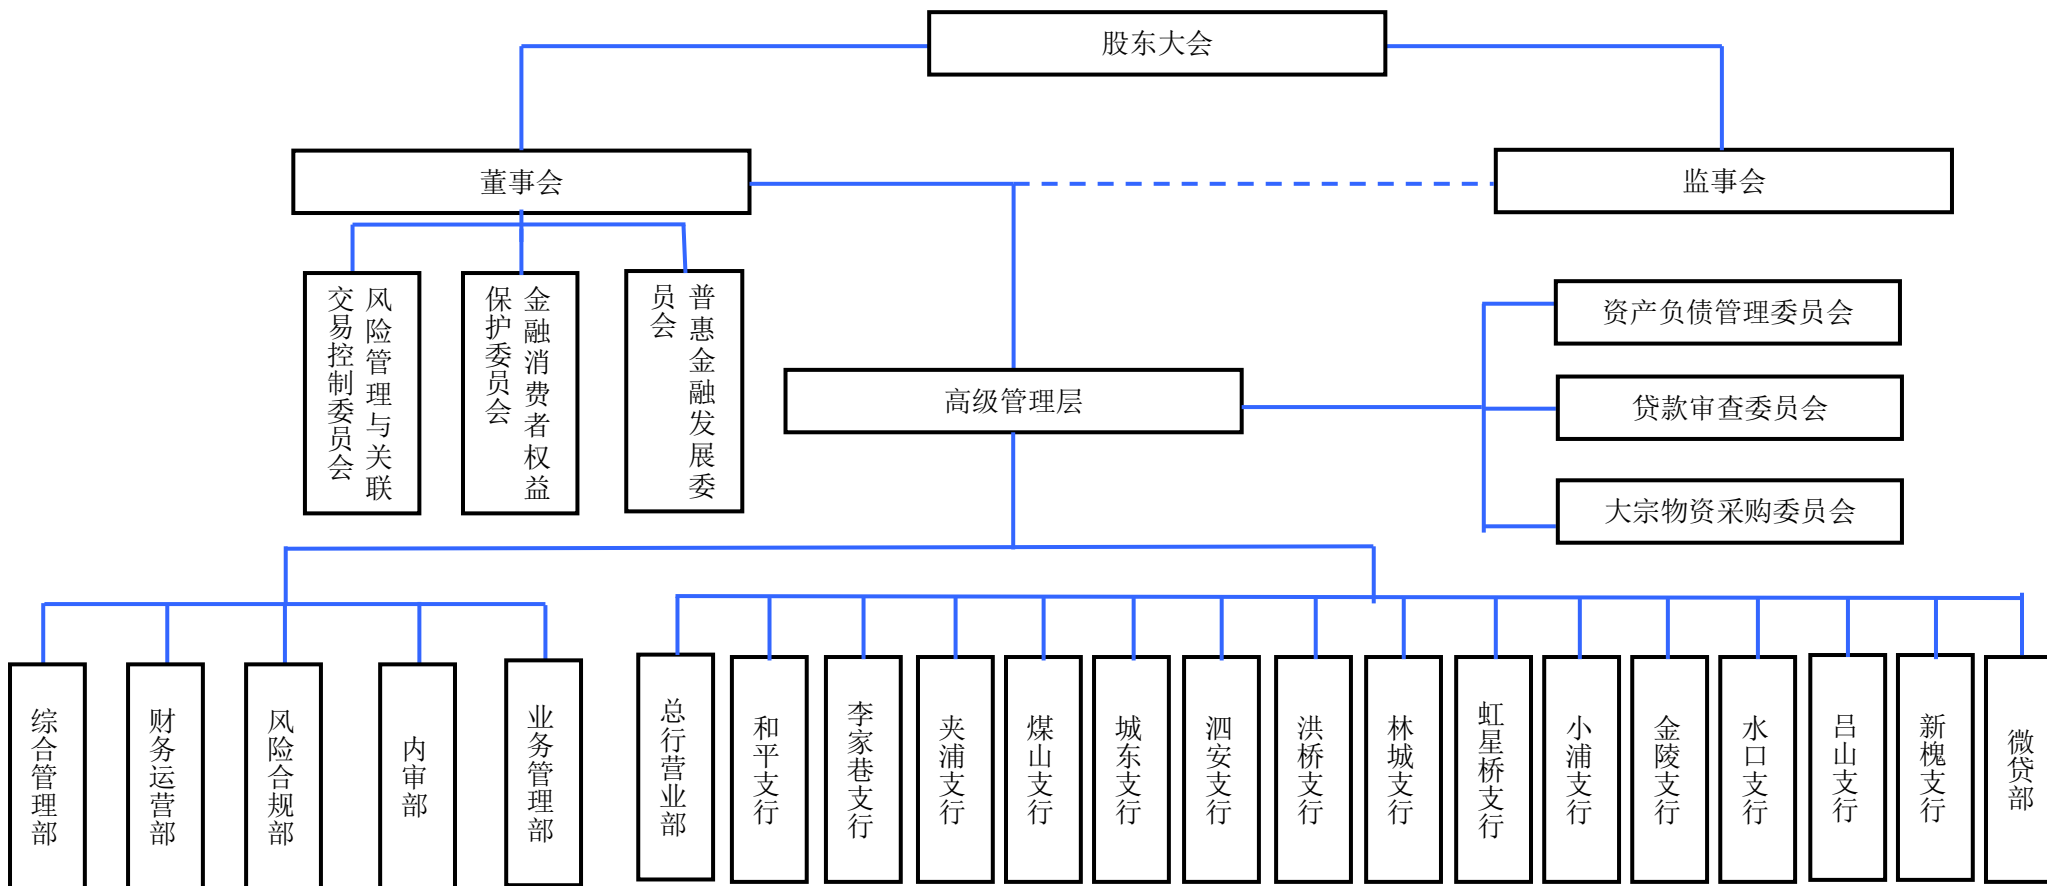 股东大会
董事会
监事会
风险管理与关联
交易控制委员会
金融消费者权益
保护委员会
普惠金融发展委
员会
资产负债管理委员会
高级管理层
贷款审查委员会
大宗物资采购委员会
综合管理部
财务运营部
风险合规部
内审部
业务管理部
总行营业部
和平支行
李家巷支行
夹浦支行
煤山支行
城东支行
泗安支行
洪桥支行
林城支行
虹星桥支行
小浦支行
金陵支行
水口支行
吕山支行
新槐支行
微贷部